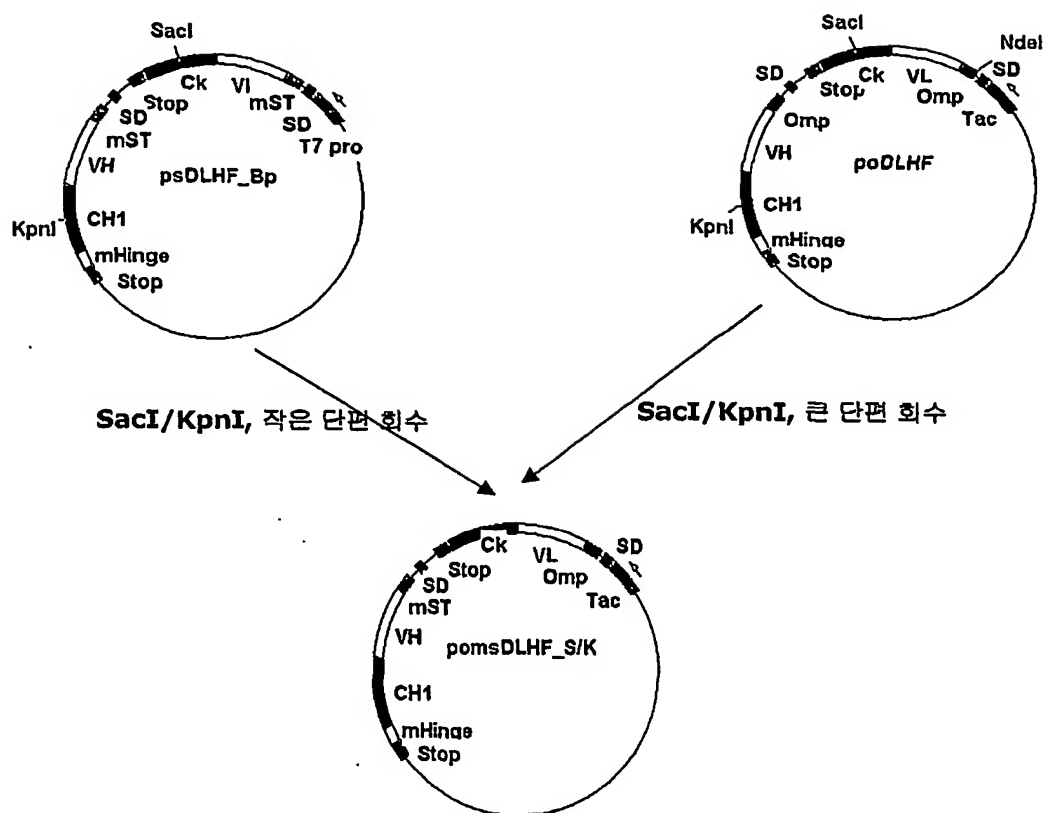 SacI
Ck
Vl
mST
SD
T7 pro
Stop
SD
mST
VH
psDLHF_Bp
KpnI
CH1
mHinge
Stop
SacI
NdeI
SD
SD
Stop
Ck
VL
Omp
Tac
Omp
VH
poDLHF
KpnI
CH1
mHinge
Stop
SacI/KpnI, 작은 단편 회수
SacI/KpnI, 큰 단편 회수
Ck
VL
SD
Omp
Tac
Stop
SD
mST
VH
pomsDLHF_S/K
CH1
mHinge
Stop